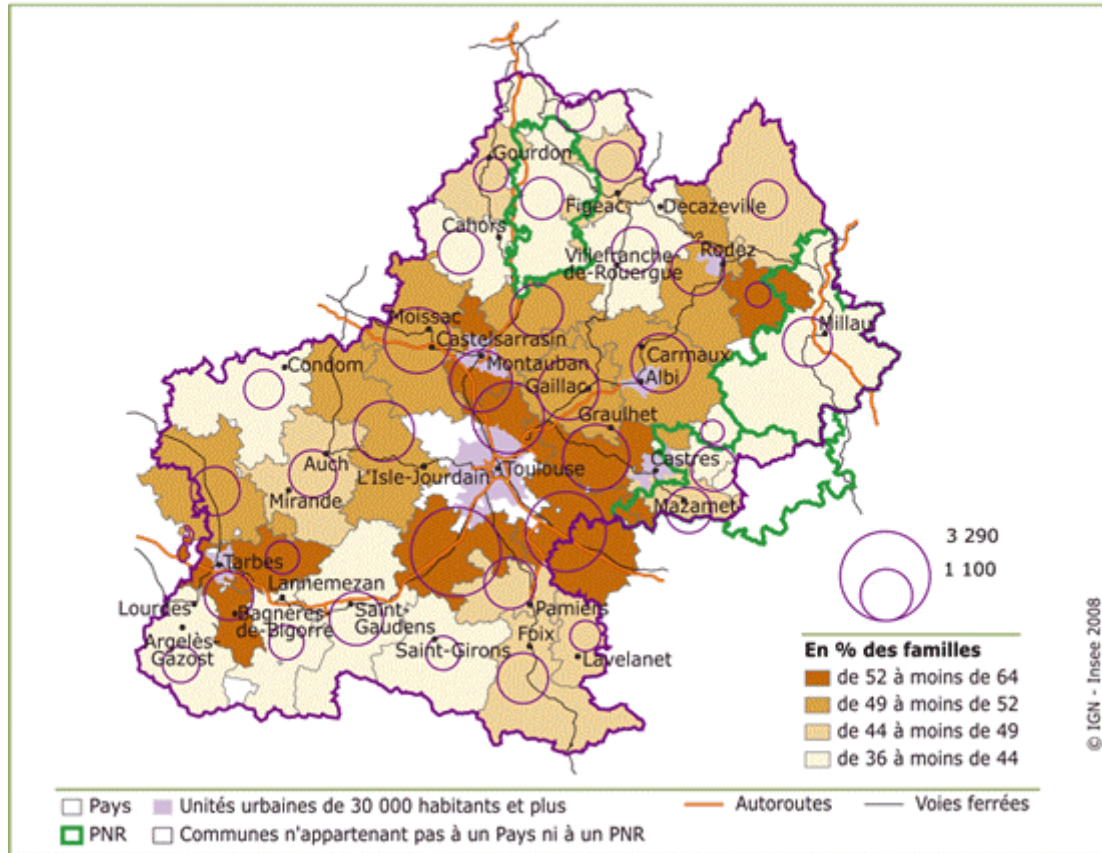 Gourdon
Figeac
Decazeville
Cahors
Villefranche
-de-Rouergue
Rodez
Millau
Moissac
Castelsarrasin
Montauban
Carmaux
Gaillac
Albi
Condom
Graulhet
Auch
L'Isle-Jourdain
Toulouse
Castres
Mirande
Mazamet
Tarbes
Lannemezan
Lourdes
Bagnères-
de-Bigorre
Saint-
Gaudens
Pamiers
Argelès-
Gazost
Saint-Girons
Foix
Lavelanet
3 290
1 100
En % des familles
de 52 à moins de 64
de 49 à moins de 52
de 44 à moins de 49
de 36 à moins de 44
© IGN - Insee 2008
Pays
Unités urbaines de 30 000 habitants et plus
Autoroutes
Voies ferrées
PNR
Communes n'appartenant pas à un Pays ni à un PNR